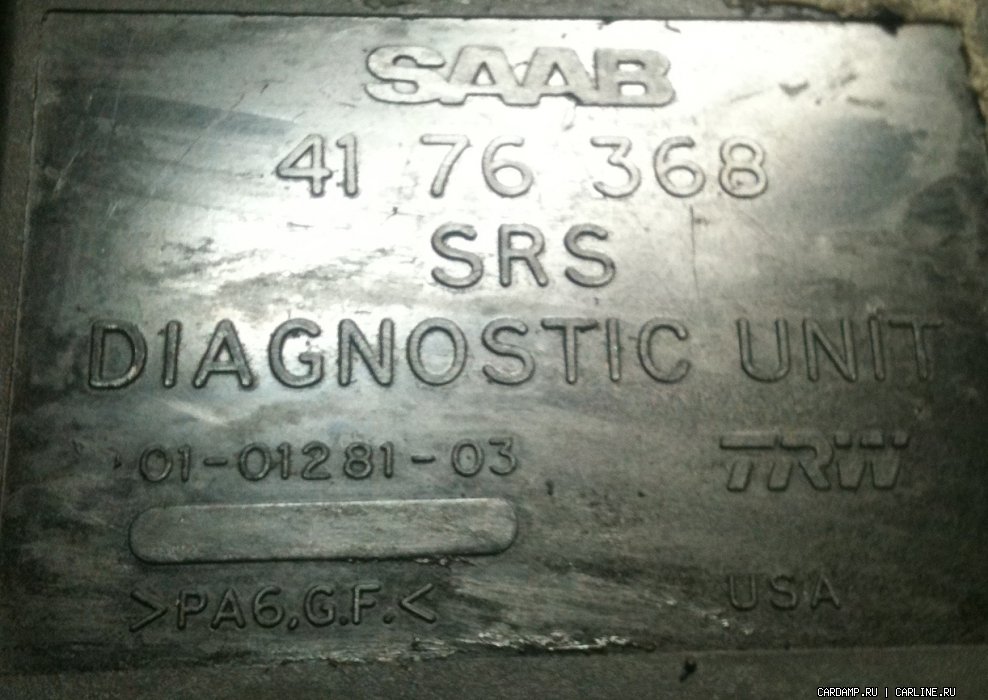 SAAB
41 76 368
SRS
DIAGNOSTIC UNIT
01-01281-03
TRW
>PA6,G.F.<
USA
CARDAMP.RU | CARLINE.RU